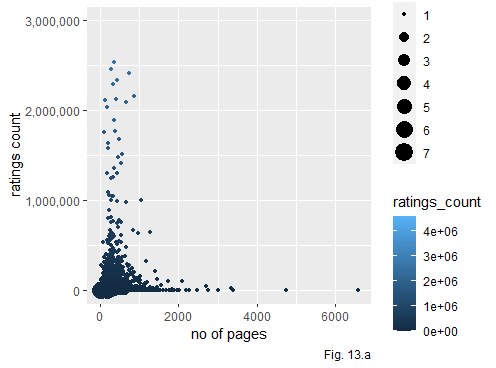 3,000,000
2,000,000
1,000,000
0
ratings count
0
2000
4000
6000
no of pages
Fig. 13.a
1
2
3
4
5
6
7
ratings_count
4e+06
3e+06
2e+06
1e+06
0e+00